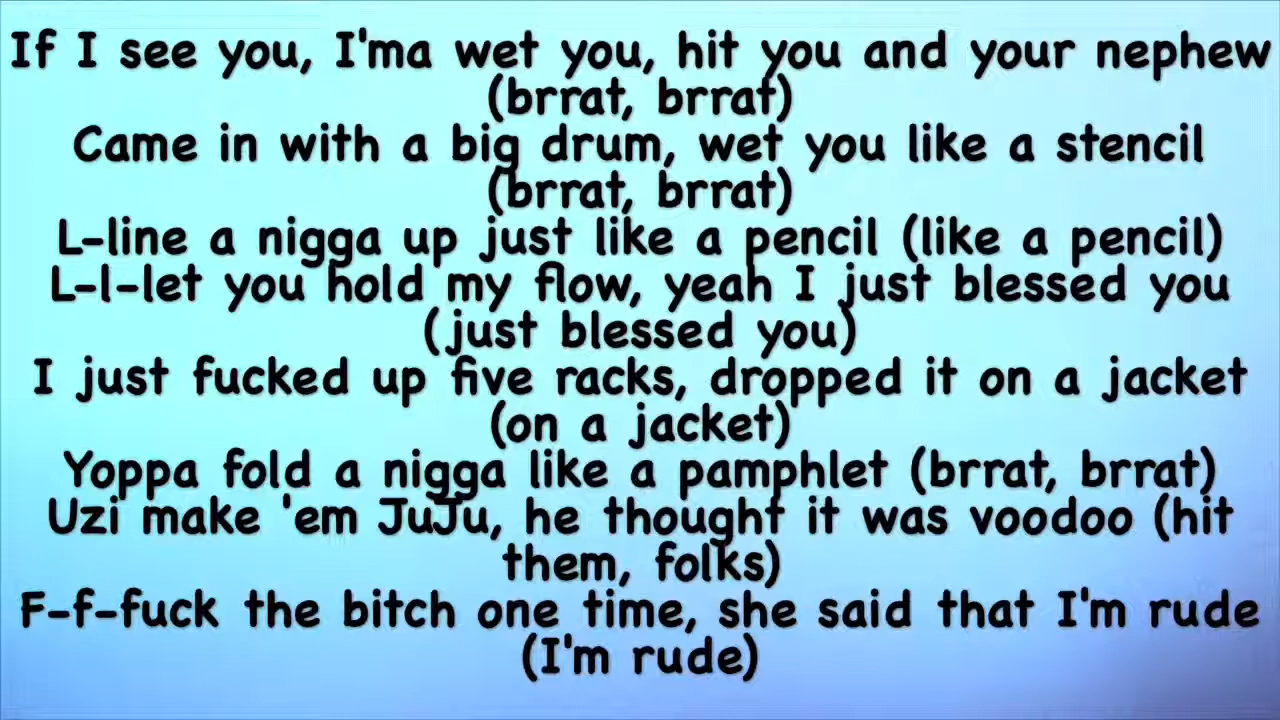 If I see you, I'ma wet you, hit you and your nephew
(brrat, brrat)
Came in with a big drum, wet you like a stencil
(brrat, brrat)
L-line a nigga up just like a pencil (like a pencil)
L-l-let you hold my flow, yeah I just blessed you
(just blessed you)
I just fucked up five racks, dropped it on a jacket
(on a jacket)
Yoppa fold a nigga like a pamphlet (brrat, brrat)
Uzi make 'em JuJu, he thought it was voodoo (hit
them, folks)
F-f-fuck the bitch one time, she said that I'm rude
(I'm rude)